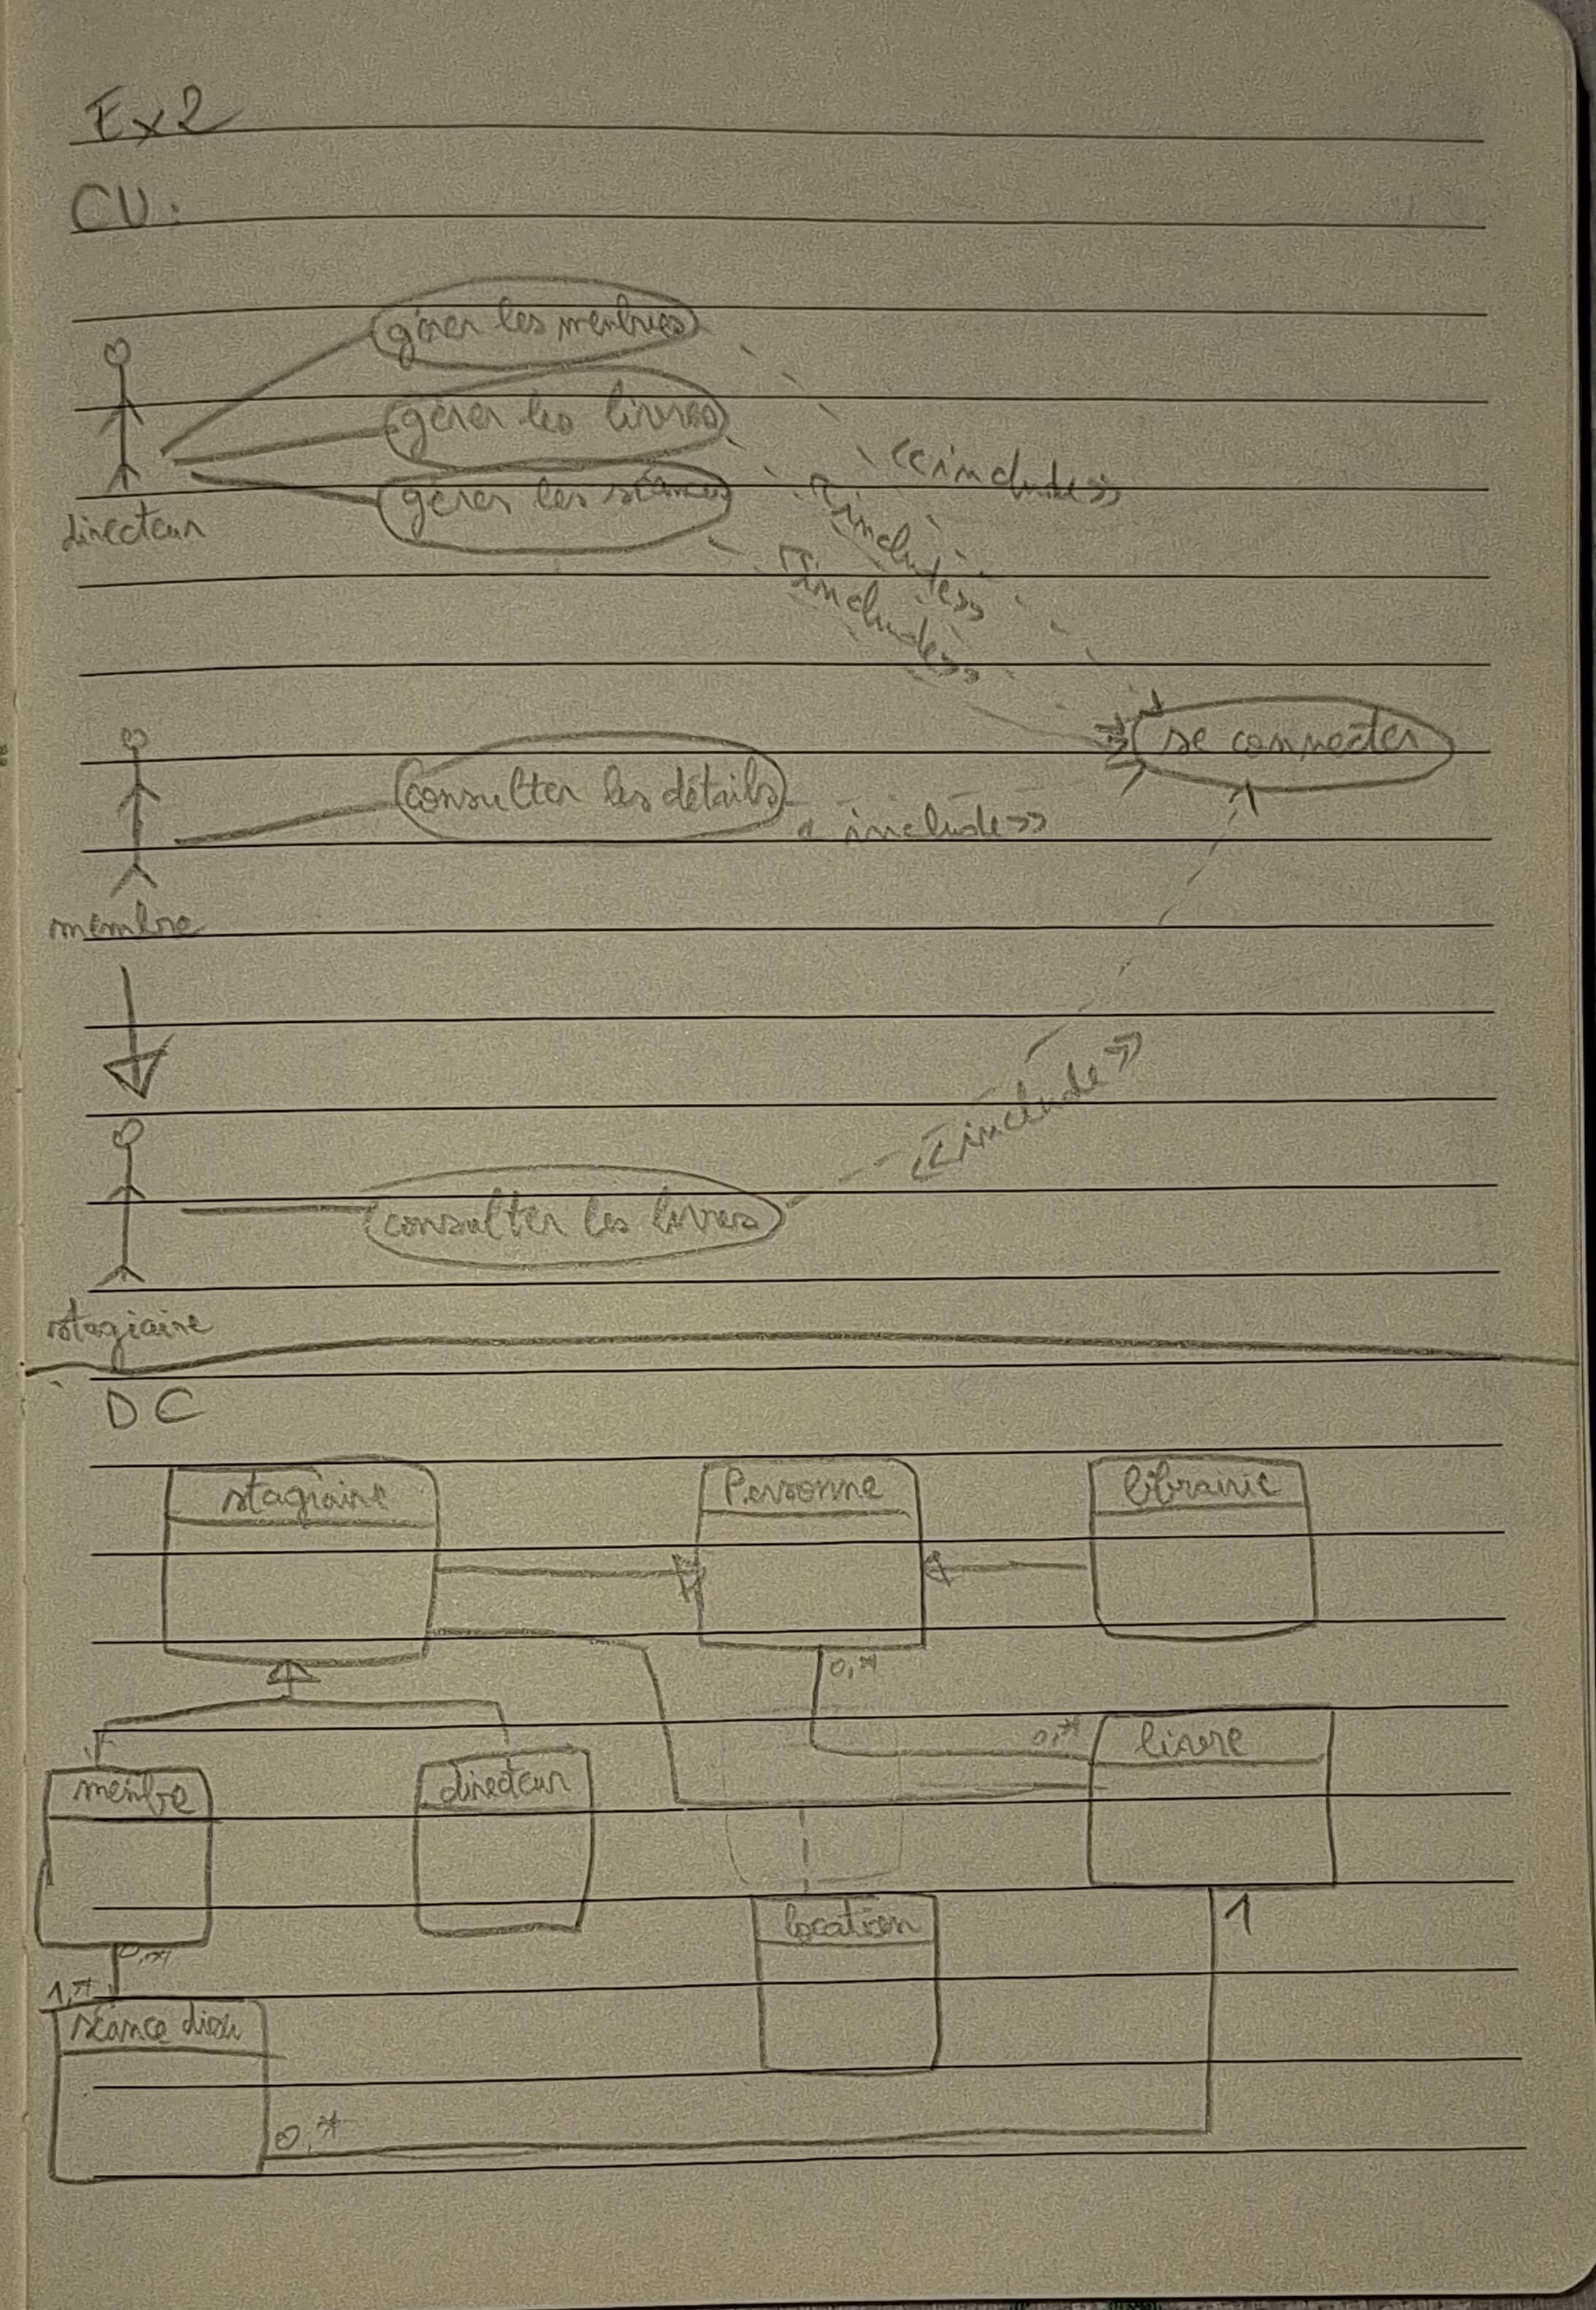 Ex2
CU:
gérer les membres
gérer les livres
<<include>>
gérer les séances
<<include>>
directeur
<<include>>
se connecter
consulter les détails
<<include>>
membre
<<include>>
consulter les livres
stagiaire
DC
stagiaire
Personne
librairie
0,*
0,*
livre
membre
directeur
location
1
0,*
1,*
séance
0,*